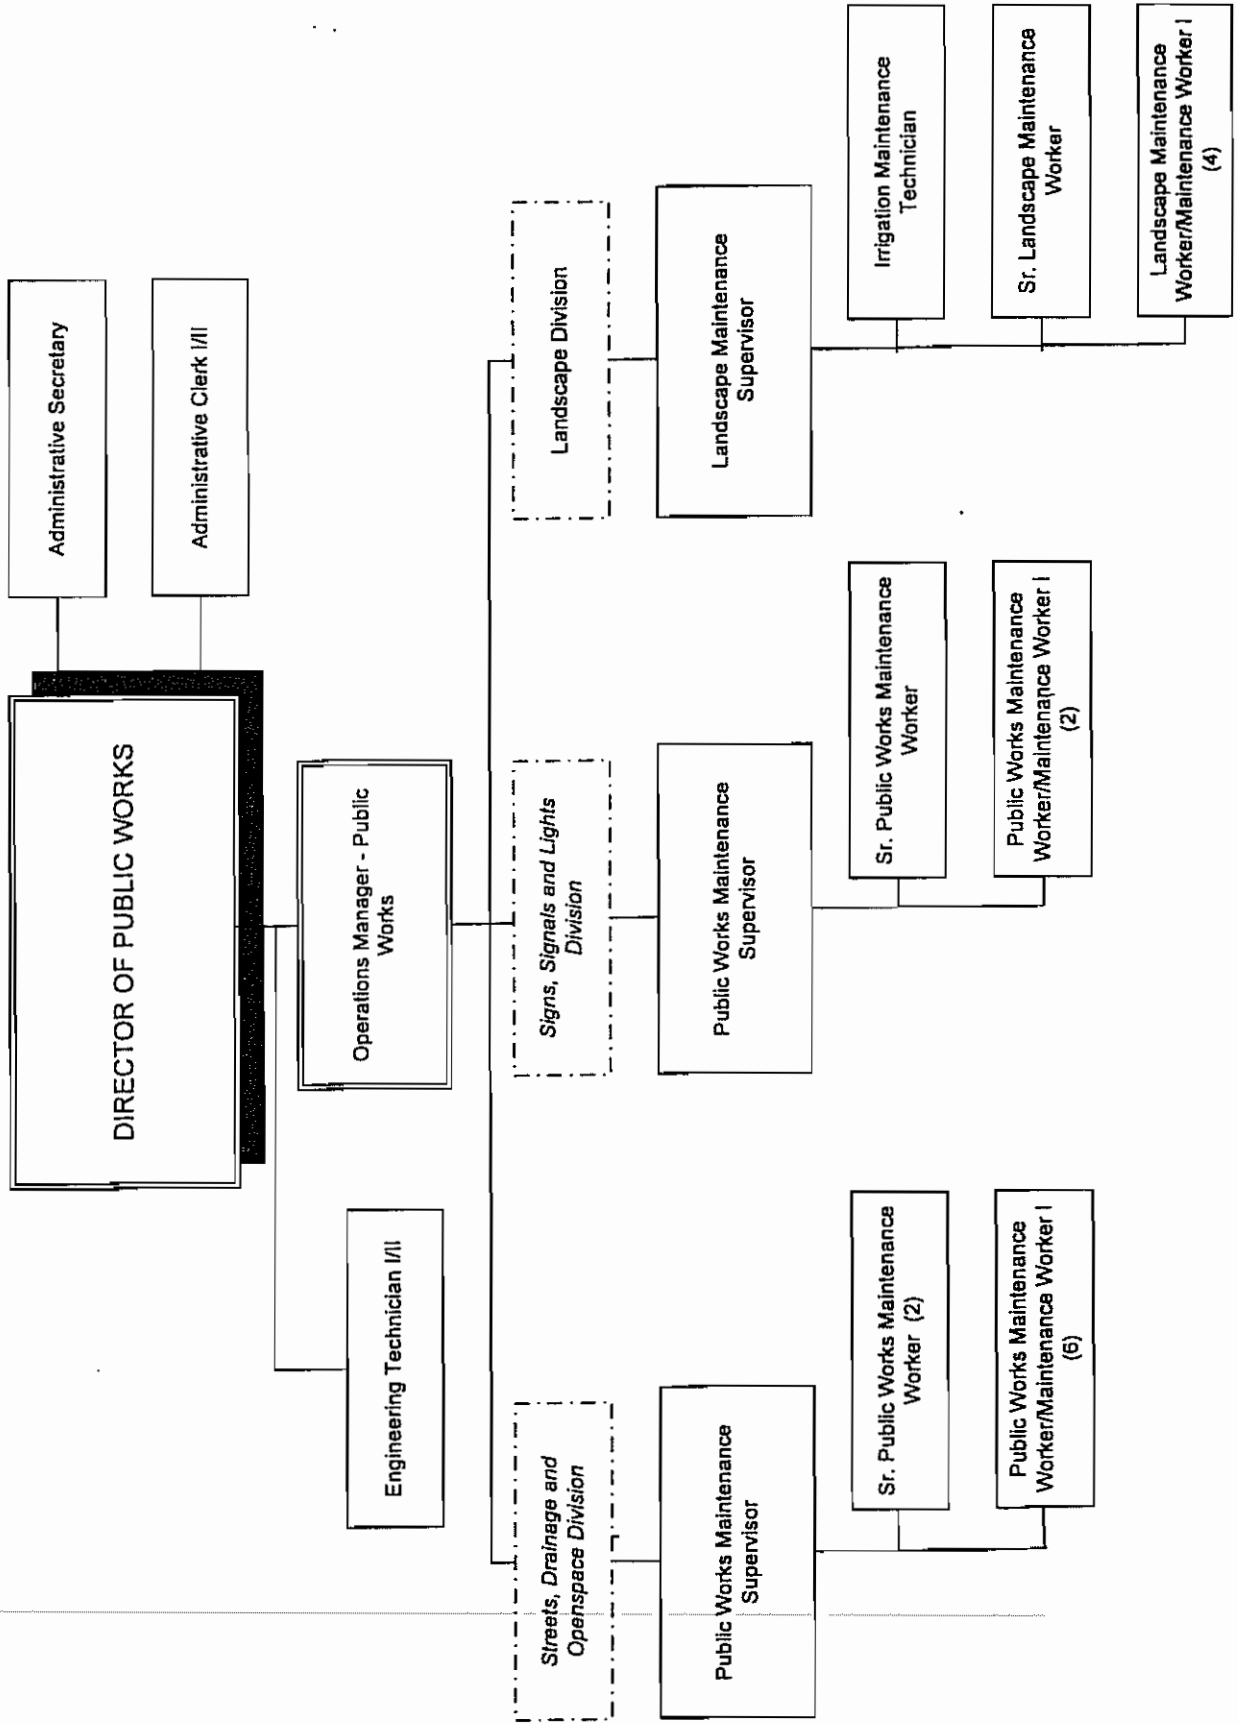 Administrative Secretary
DIRECTOR OF PUBLIC WORKS
Administrative Clerk I/II
Operations Manager - Public
Works
Engineering Technician I/II
Streets, Drainage and
Openspace Division
Signs, Signals and Lights
Division
Landscape Division
Public Works Maintenance
Supervisor
Public Works Maintenance
Supervisor
Landscape Maintenance
Supervisor
Sr. Public Works Maintenance
Worker (2)
Sr. Public Works Maintenance
Worker
Irrigation Maintenance
Technician
Public Works Maintenance
Worker/Maintenance Worker I
(6)
Public Works Maintenance
Worker/Maintenance Worker I
(2)
Sr. Landscape Maintenance
Worker
Landscape Maintenance
Worker/Maintenance Worker I
(4)